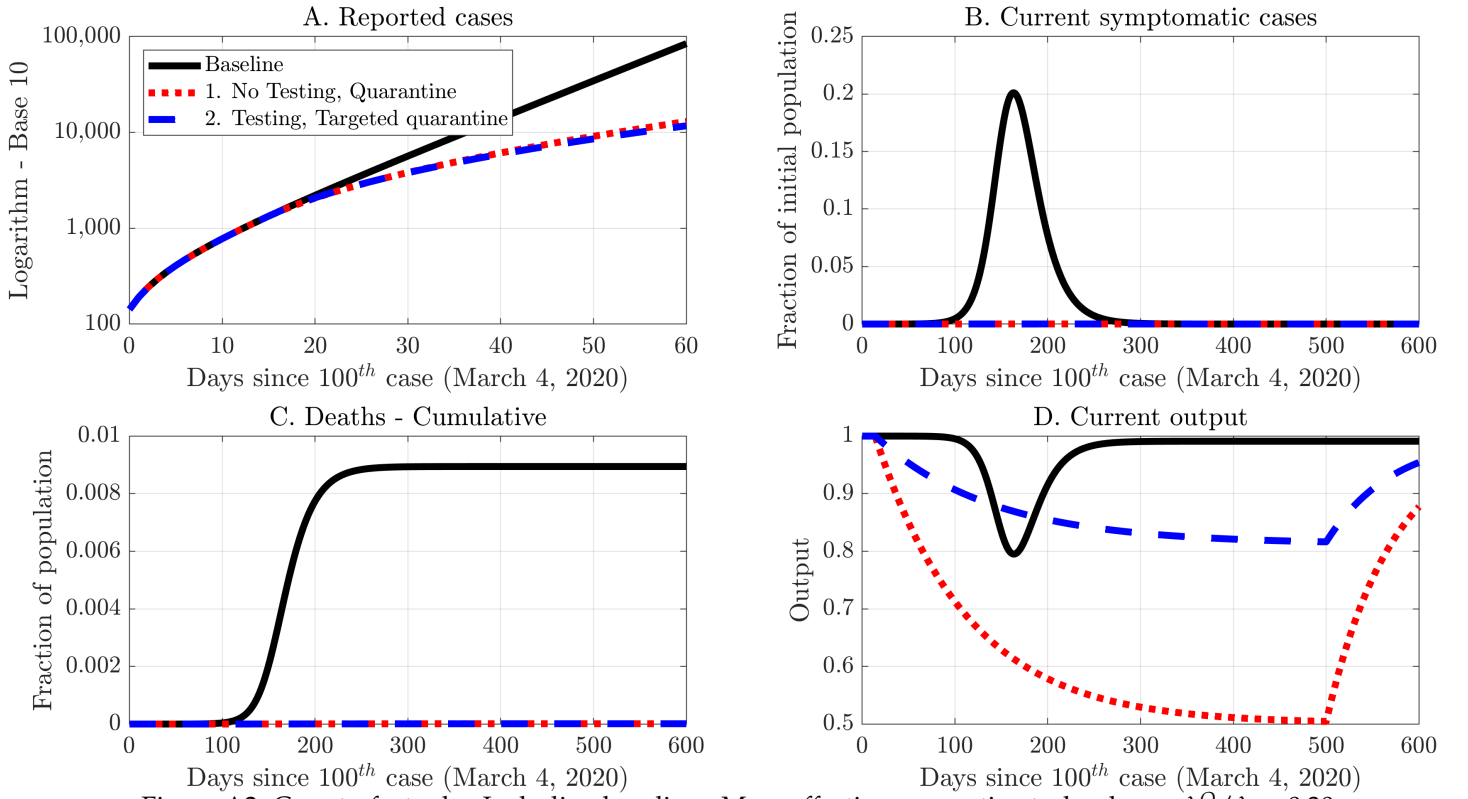 A. Reported cases
Logarithm - Base 10
100,000
10,000
1,000
100
Baseline
1. No Testing, Quarantine
2. Testing, Targeted quarantine
0 10 20 30 40 50 60
Days since 100th case (March 4, 2020)
B. Current symptomatic cases
Fraction of initial population
0.25
0.2
0.15
0.1
0.05
0
0 100 200 300 400 500 600
Days since 100th case (March 4, 2020)
C. Deaths - Cumulative
Fraction of population
0.01
0.008
0.006
0.004
0.002
0
0 100 200 300 400 500 600
Days since 100th case (March 4, 2020)
D. Current output
Output
1
0.9
0.8
0.7
0.6
0.5
0 100 200 300 400 500 600
Days since 100th case (March 4, 2020)